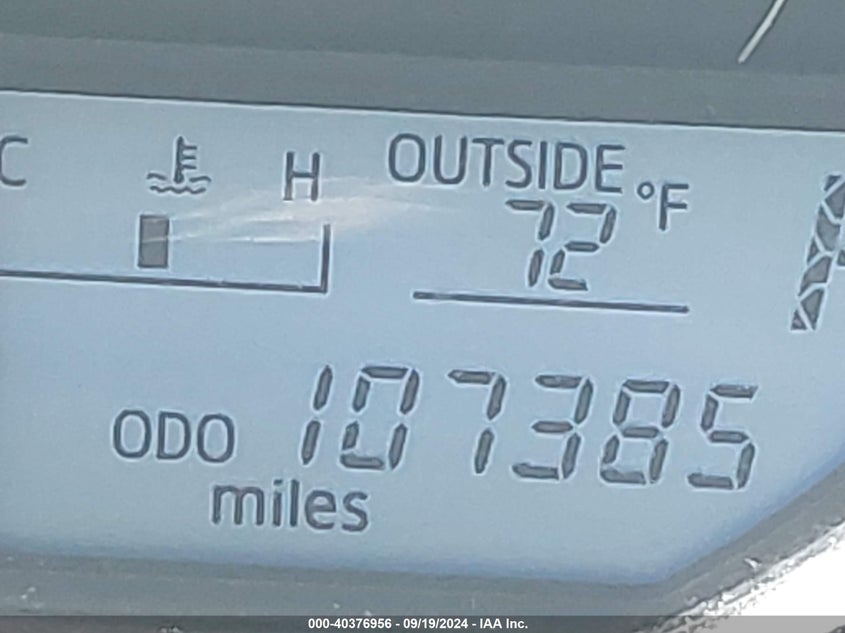 C H OUTSIDE
72 °F
ODO 107385
miles
000-40376956 - 09/19/2024 - IAA Inc.